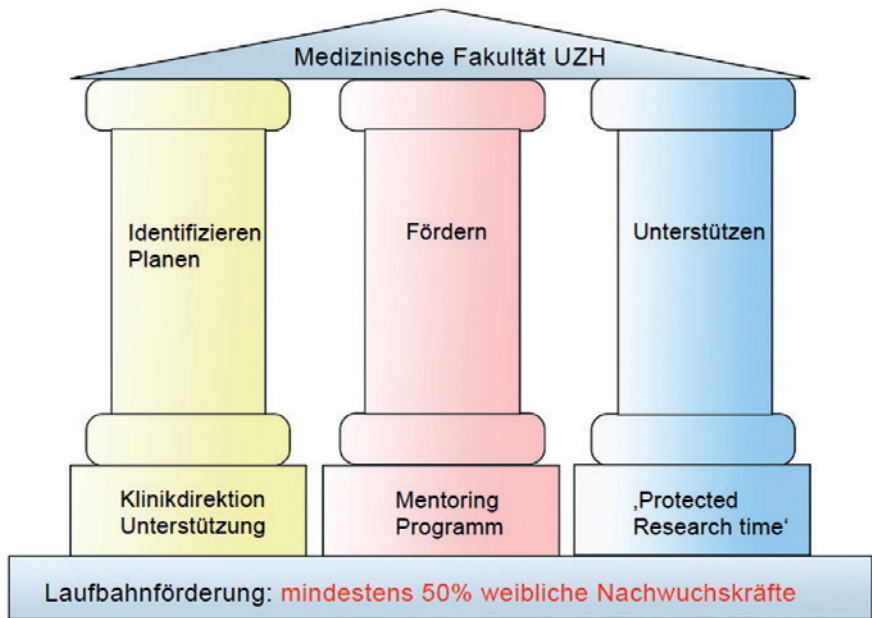 Medizinische Fakultät UZH
Identifizieren
Planen
Fördern
Unterstützen
Klinikdirektion
Unterstützung
Mentoring
Programm
‚Protected
Research time‘
Laufbahnförderung: mindestens 50% weibliche Nachwuchskräfte